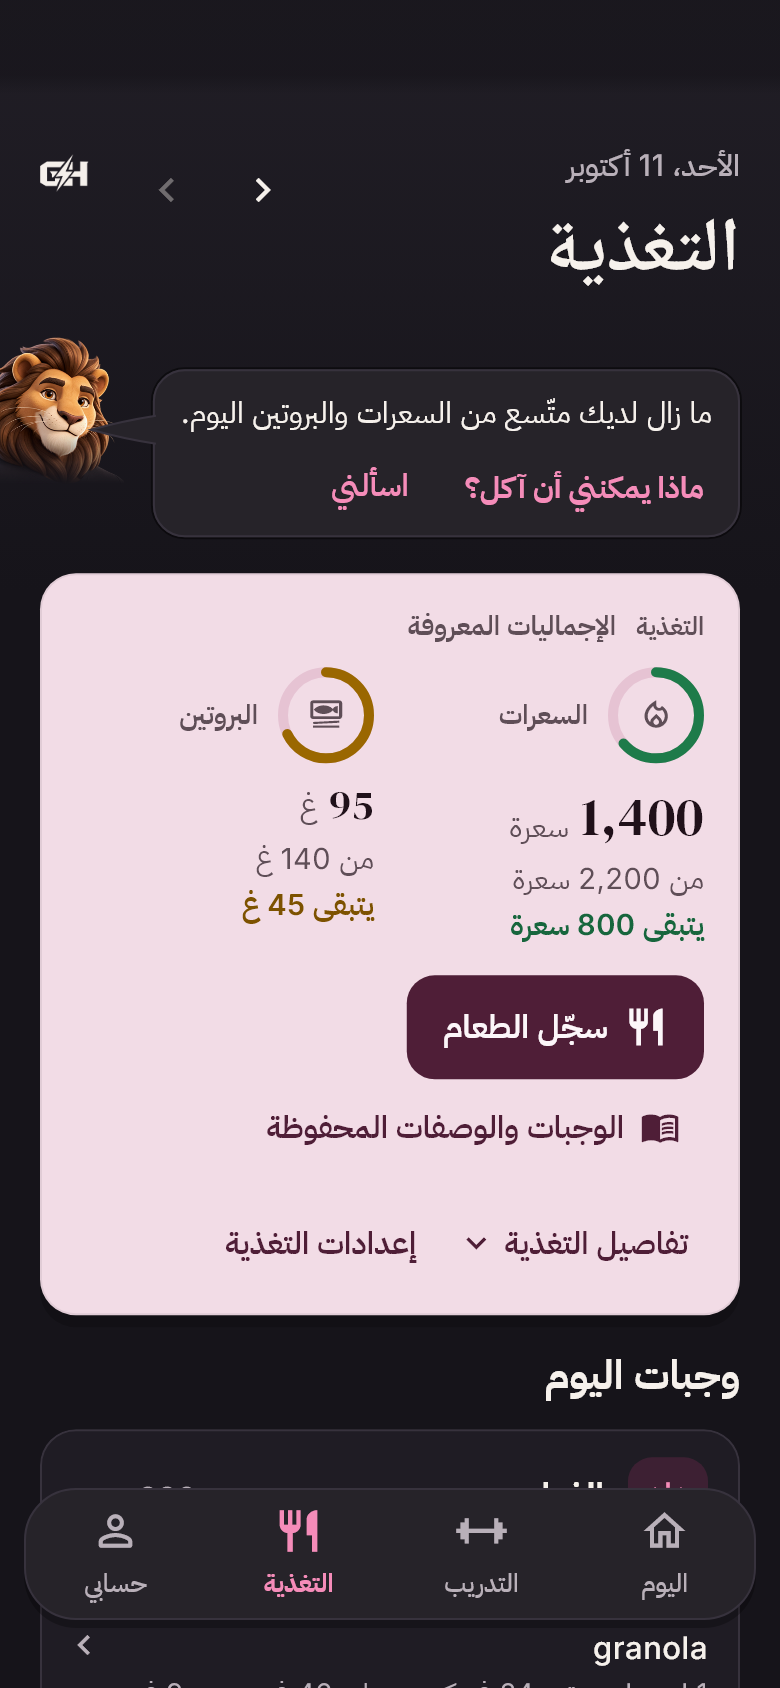 الأحد، 11 أكتوبر
GH
التغذية
ما زال لديك متّسع من السعرات والبروتين اليوم.
ماذا يمكنني أن آكل؟ اسألني
التغذية الإجماليات المعروفة
السعرات
البروتين
1,400 سعرة
95 غ
من 2,200 سعرة
من 140 غ
يتبقى 800 سعرة
يتبقى 45 غ
سجّل الطعام
الوجبات والوصفات المحفوظة
تفاصيل التغذية
إعدادات التغذية
وجبات اليوم
اليوم
التدريب
التغذية
حسابي
granola